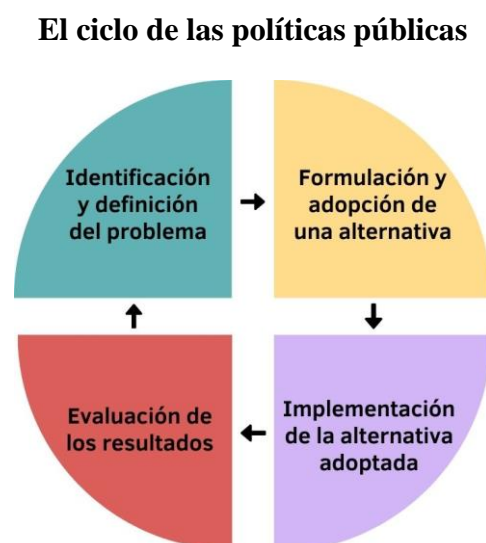 El ciclo de las políticas públicas
Identificación
y definición
del problema
Formulación y
adopción de
una alternativa
Implementación
de la alternativa
adoptada
Evaluación de
los resultados